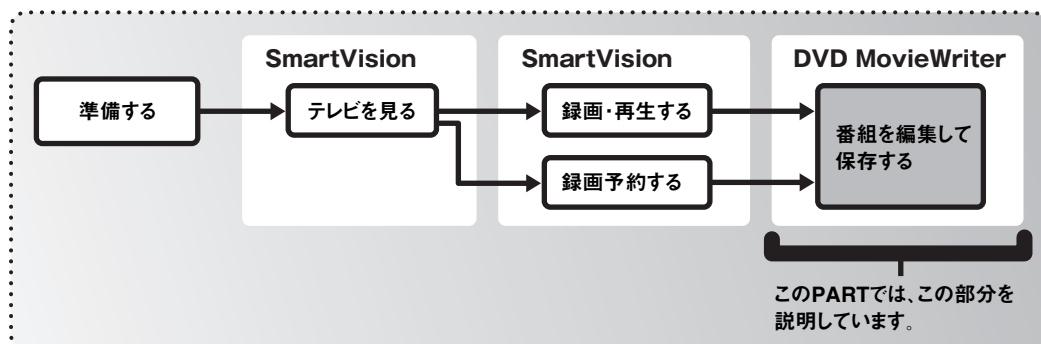 SmartVision
SmartVision
DVD MovieWriter
準備する
テレビを見る
録画・再生する
録画予約する
番組を編集して
保存する
このPARTでは、この部分を
説明しています。